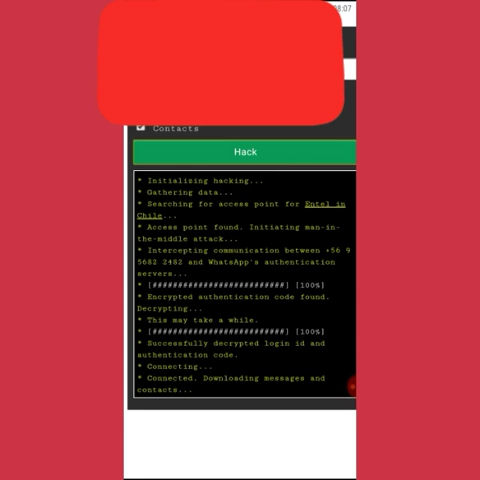 8:07
Contacts
Hack
* Initializing hacking...
* Gathering data...
* Searching for access point for Entel in
Chile...
* Access point found. Initiating man-in-
the-middle attack...
* Intercepting communication between +56 9
5682 2482 and WhatsApp's authentication
servers...
* [##########################] [100%]
* Encrypted authentication code found.
Decrypting...
* This may take a while.
* [##########################] [100%]
* Successfully decrypted login id and
authentication code.
* Connecting...
* Connected. Downloading messages and
contacts...